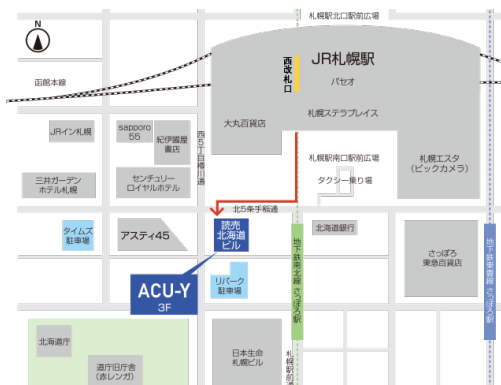 札幌駅北口駅前広場
N
JR札幌駅
西改札口
パセオ
函館本線
札幌ステラプレイス
大丸百貨店
JRイン札幌
sapporo
55
紀伊國屋
書店
西5丁目樽川通
札幌駅南口駅前広場
札幌エスタ
(ビックカメラ)
タクシー乗り場
三井ガーデン
ホテル札幌
センチュリー
ロイヤルホテル
北5条手稲通
タイムズ
駐車場
アスティ45
読売
北海道
ビル
北海道銀行
地下鉄南北線 さっぽろ駅
さっぽろ
東急百貨店
地下鉄東豊線 さっぽろ駅
ACU-Y
3F
リパーク
駐車場
北海道庁
道庁旧庁舎
(赤レンガ)
日本生命
札幌ビル
札幌駅前通